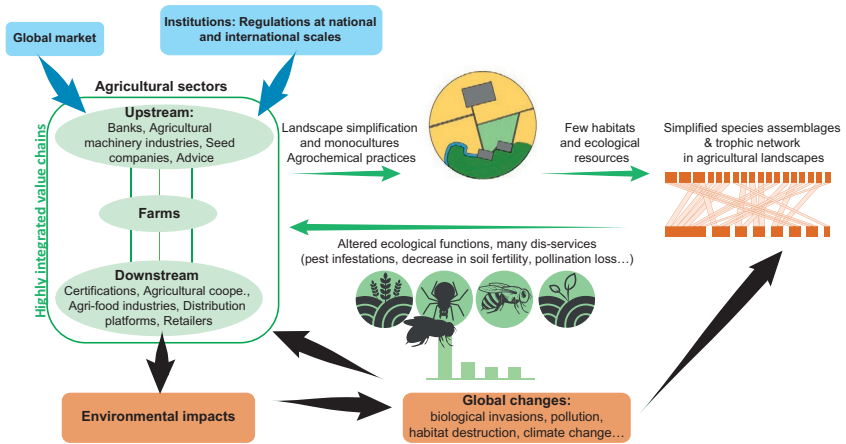 Global market
Institutions: Regulations at national
and international scales
Agricultural sectors
Highly integrated value chains
Upstream:
Banks, Agricultural
machinery industries, Seed
companies, Advice
Farms
Downstream
Certifications, Agricultural coope.,
Agri-food industries, Distribution
platforms, Retailers
Landscape simplification
and monocultures
Agrochemical practices
Few habitats
and ecological
resources
Simplified species assemblages
& trophic network
in agricultural landscapes
Altered ecological functions, many dis-services
(pest infestations, decrease in soil fertility, pollination loss…)
Environmental impacts
Global changes:
biological invasions, pollution,
habitat destruction, climate change…